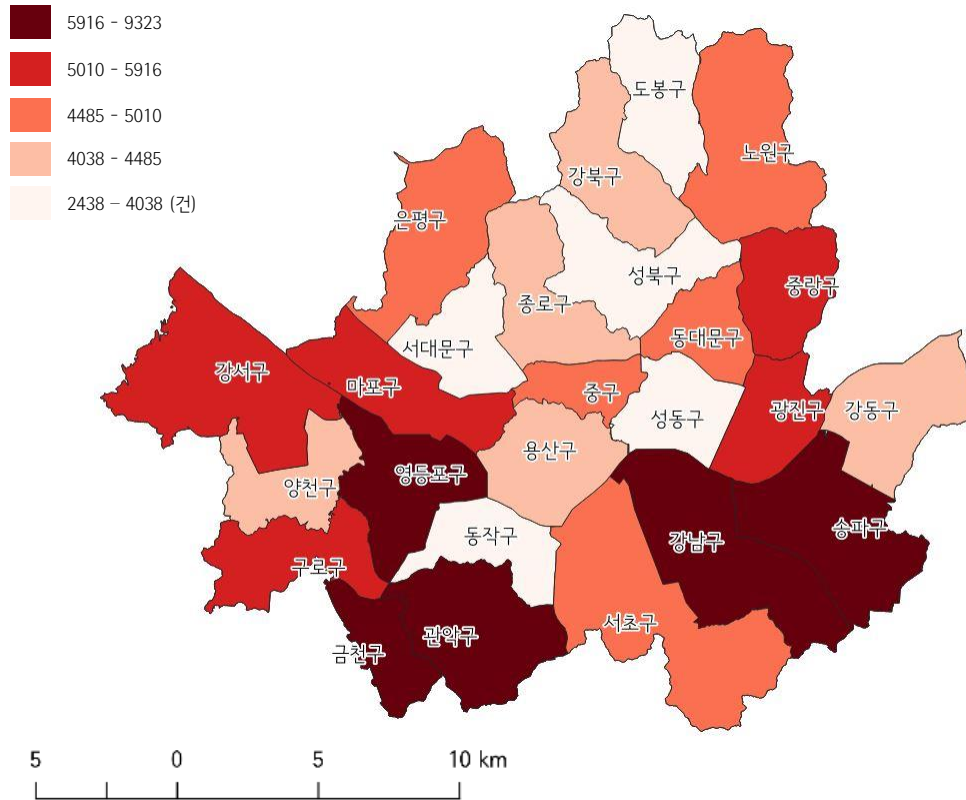 5916 - 9323
5010 - 5916
4485 - 5010
4038 - 4485
2438 – 4038 (건)
도봉구
노원구
강북구
은평구
성북구
중랑구
종로구
동대문구
서대문구
강서구
마포구
중구
광진구
강동구
성동구
용산구
영등포구
양천구
송파구
동작구
강남구
구로구
서초구
관악구
금천구
5 0 5 10 km